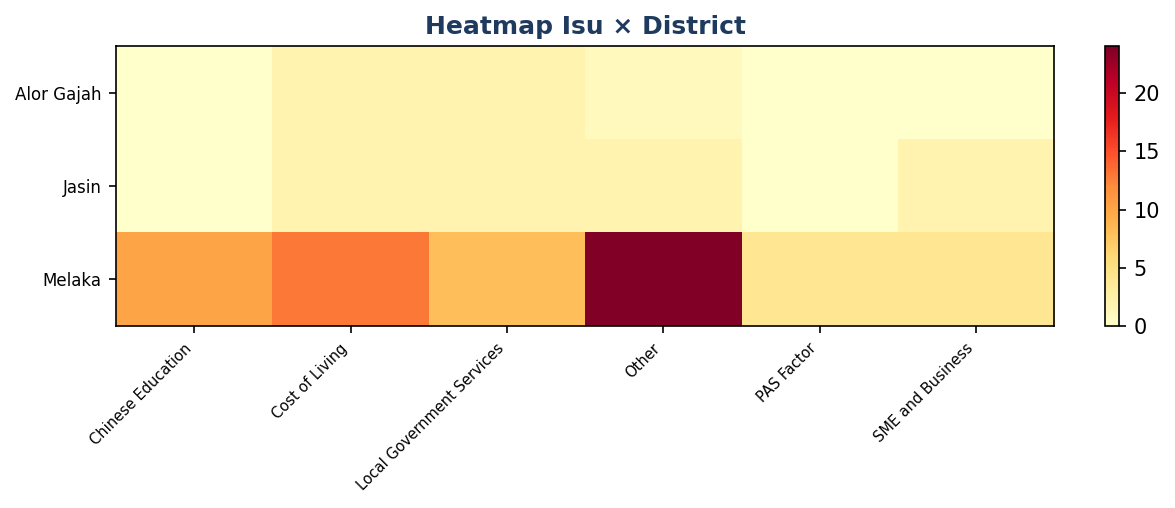 Heatmap Isu × District
Alor Gajah
Jasin
Melaka
Chinese Education
Cost of Living
Local Government Services
Other
PAS Factor
SME and Business
20
15
10
5
0